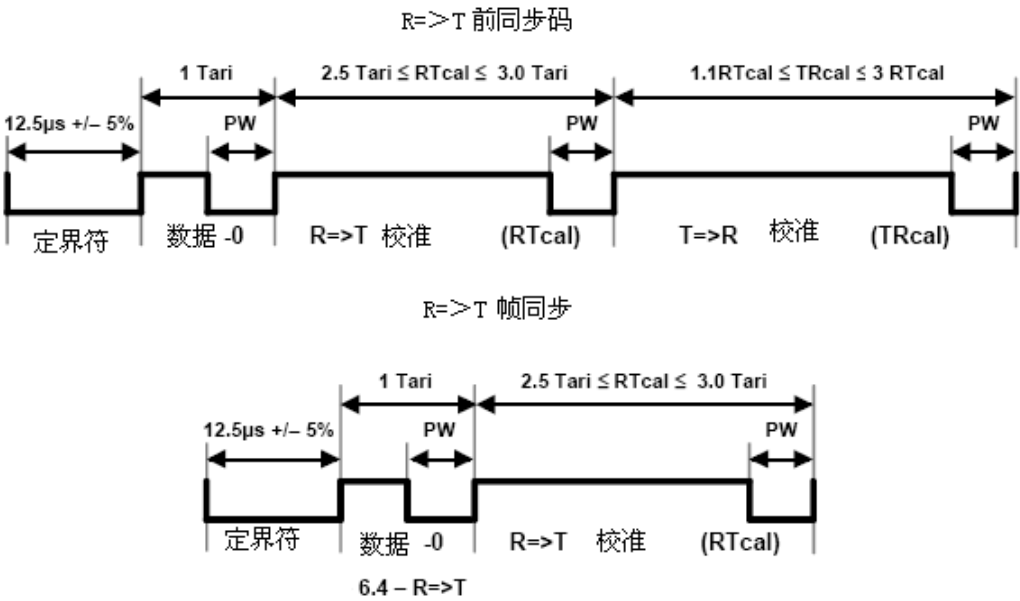 R=＞T 前同步码
1 Tari
2.5 Tari ≤ RTcal ≤ 3.0 Tari
1.1RTcal ≤ TRcal ≤ 3 RTcal
12.5µs +/– 5%
PW
PW
PW
定界符
数据 -0
R=>T 校准 (RTcal)
T=>R 校准 (TRcal)
R=＞T 帧同步
1 Tari
2.5 Tari ≤ RTcal ≤ 3.0 Tari
12.5µs +/– 5%
PW
PW
定界符
数据 -0
R=>T 校准 (RTcal)
6.4 – R=>T